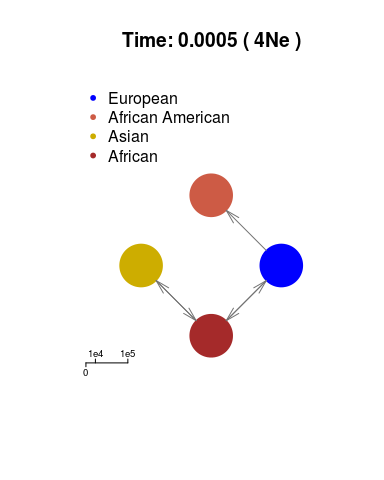 Time: 0.0005 ( 4Ne )
European
African American
Asian
African
1e4 1e5
0